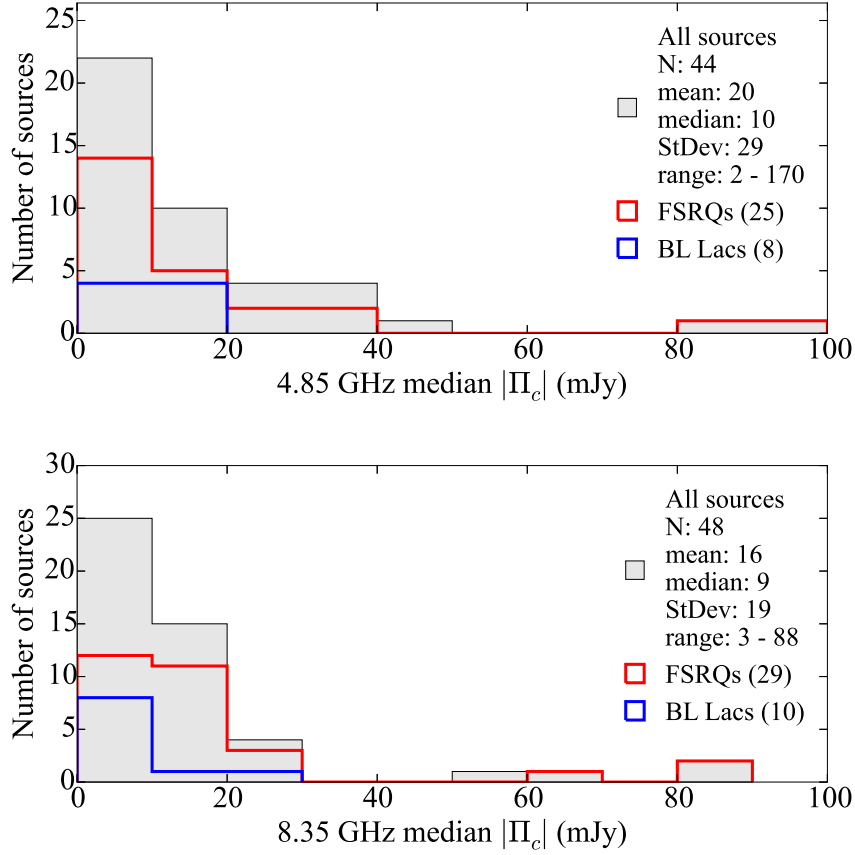 25
20
15
10
5
0
Number of sources
All sources
N: 44
mean: 20
median: 10
StDev: 29
range: 2 - 170
FSRQs (25)
BL Lacs (8)
0 20 40 60 80 100
4.85 GHz median |Π_c| (mJy)
30
25
20
15
10
5
0
Number of sources
All sources
N: 48
mean: 16
median: 9
StDev: 19
range: 3 - 88
FSRQs (29)
BL Lacs (10)
0 20 40 60 80 100
8.35 GHz median |Π_c| (mJy)